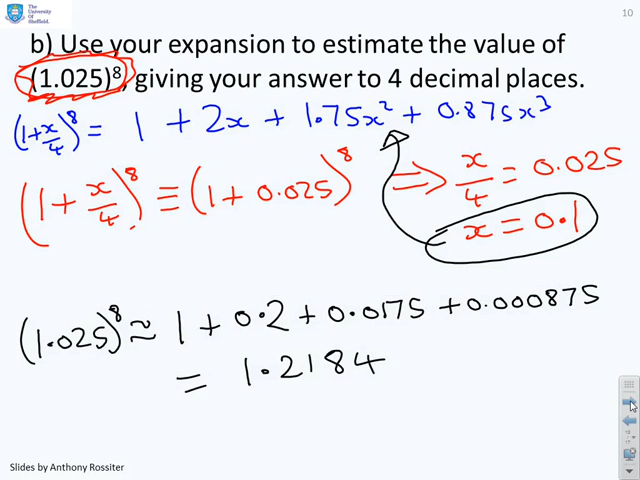 The University Of Sheffield.
10
b) Use your expansion to estimate the value of
(1.025)⁸, giving your answer to 4 decimal places.
(1+x/4)⁸ = 1 + 2x + 1.75x² + 0.875x³
(1 + x/4)⁸ ≡ (1 + 0.025)⁸ ⇒ x/4 = 0.025
x = 0.1
(1.025)⁸ ≈ 1 + 0.2 + 0.0175 + 0.000875
= 1.2184
Slides by Anthony Rossiter